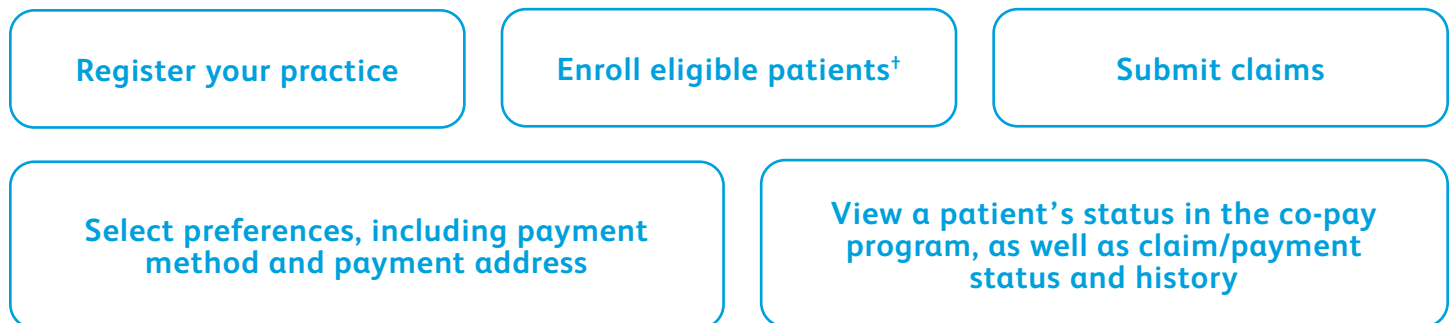 Register your practice
Enroll eligible patients†
Submit claims
Select preferences, including payment
method and payment address
View a patient’s status in the co-pay
program, as well as claim/payment
status and history